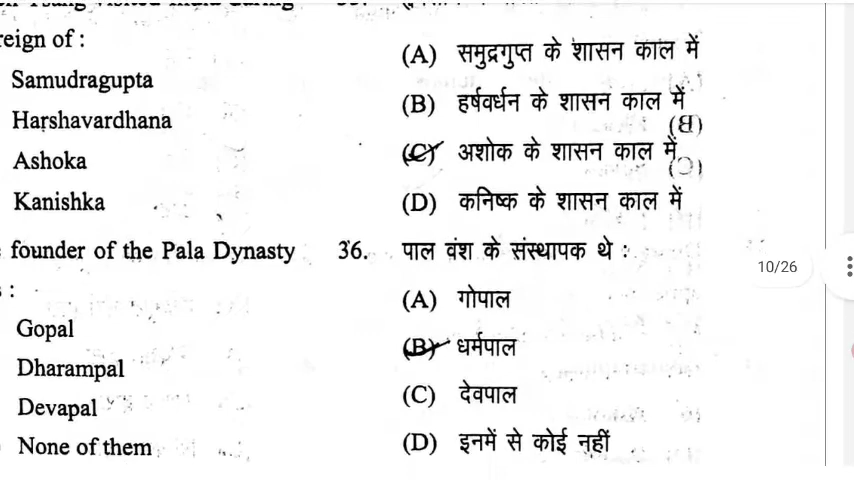 reign of :
Samudragupta
Harshavardhana
Ashoka
Kanishka
founder of the Pala Dynasty
:
Gopal
Dharampal
Devapal
None of them
(A) समुद्रगुप्त के शासन काल में
(B) हर्षवर्धन के शासन काल में
(C) अशोक के शासन काल में
(D) कनिष्क के शासन काल में
36. पाल वंश के संस्थापक थे :
(A) गोपाल
(B) धर्मपाल
(C) देवपाल
(D) इनमें से कोई नहीं
10/26